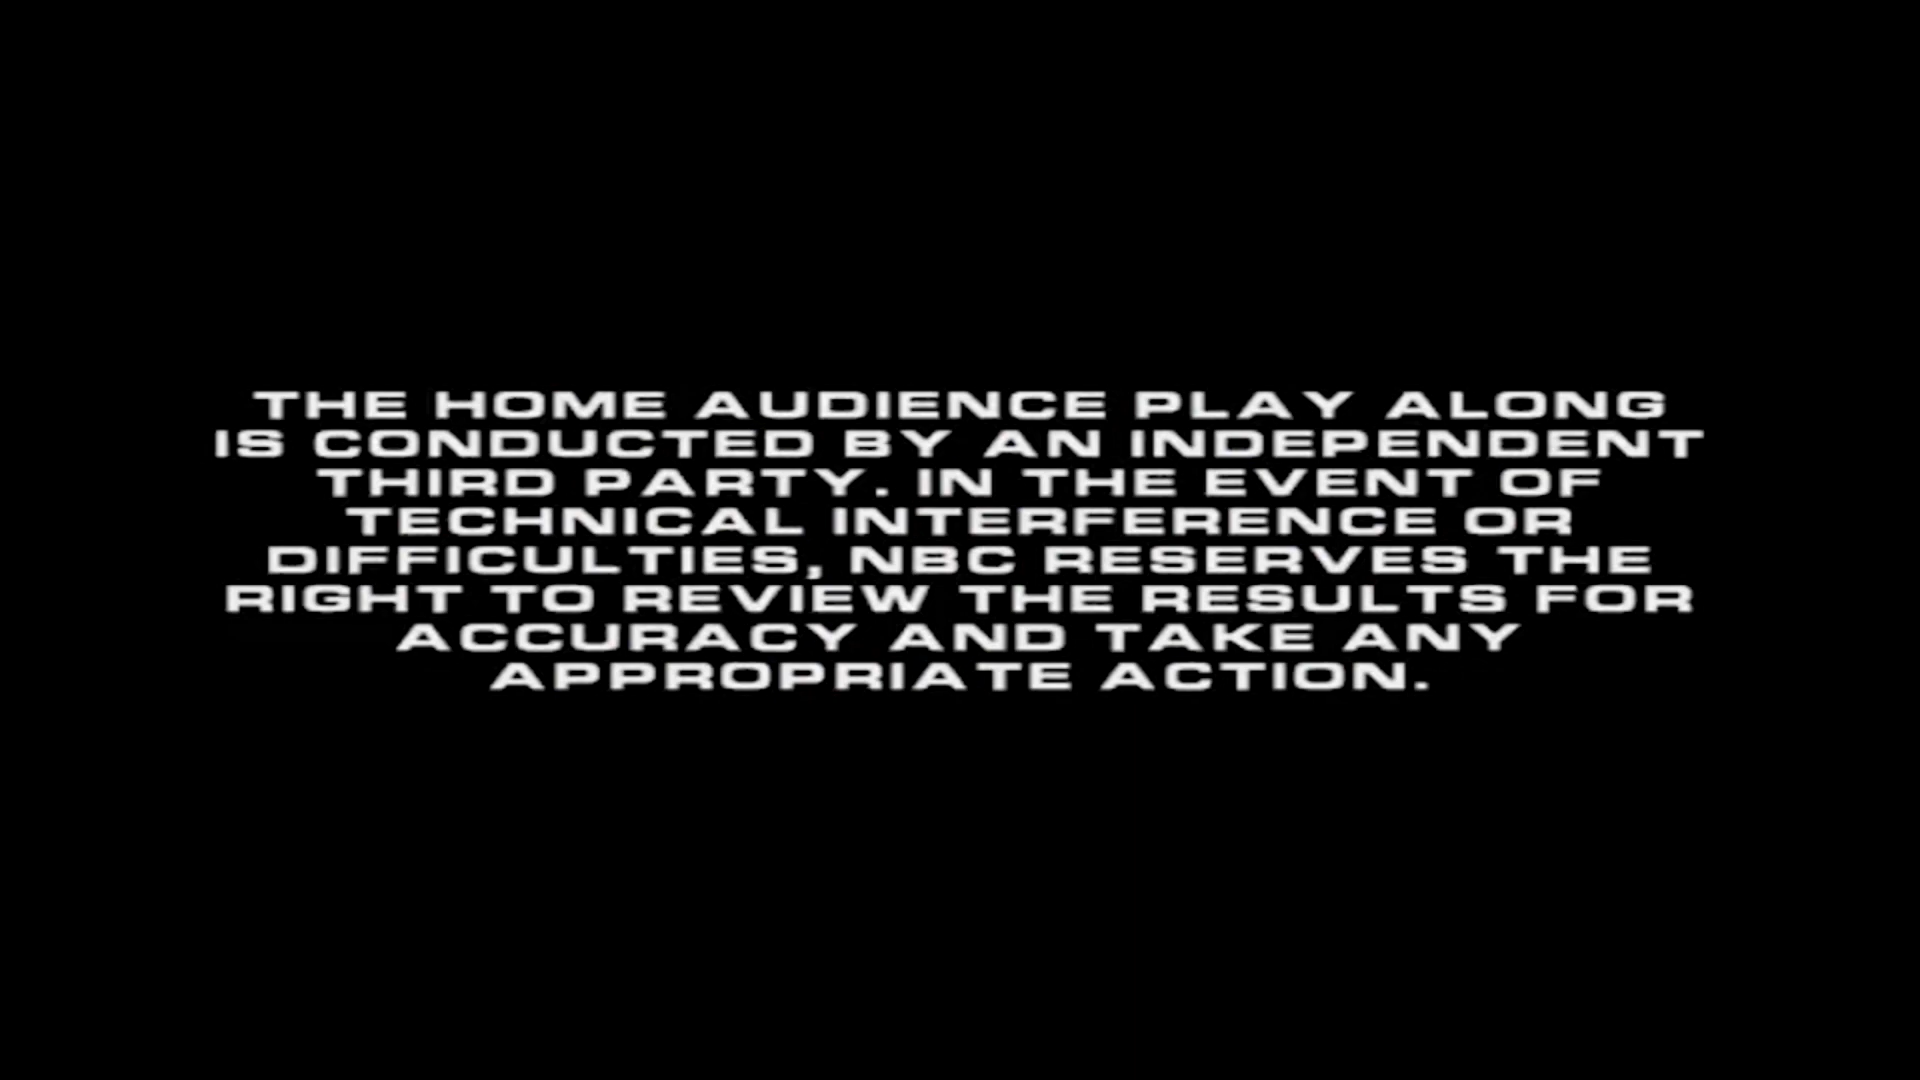 THE HOME AUDIENCE PLAY ALONG
IS CONDUCTED BY AN INDEPENDENT
THIRD PARTY. IN THE EVENT OF
TECHNICAL INTERFERENCE OR
DIFFICULTIES, NBC RESERVES THE
RIGHT TO REVIEW THE RESULTS FOR
ACCURACY AND TAKE ANY
APPROPRIATE ACTION.